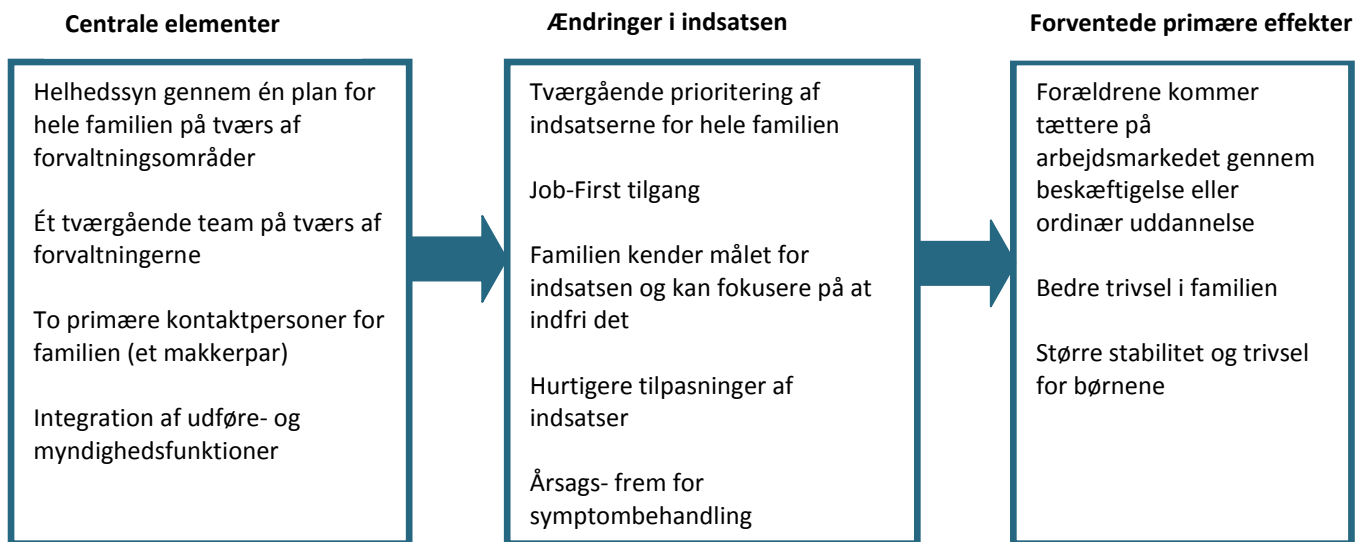 Centrale elementer
Helhedssyn gennem én plan for
hele familien på tværs af
forvaltningsområder
Ét tværgående team på tværs af
forvaltningerne
To primære kontaktpersoner for
familien (et makkerpar)
Integration af udføre- og
myndighedsfunktioner
Ændringer i indsatsen
Tværgående prioritering af
indsatserne for hele familien
Job-First tilgang
Familien kender målet for
indsatsen og kan fokusere på at
indfri det
Hurtigere tilpasninger af
indsatser
Årsags- frem for
symptombehandling
Forventede primære effekter
Forældrene kommer
tættere på
arbejdsmarkedet gennem
beskæftigelse eller
ordinær uddannelse
Bedre trivsel i familien
Større stabilitet og trivsel
for børnene